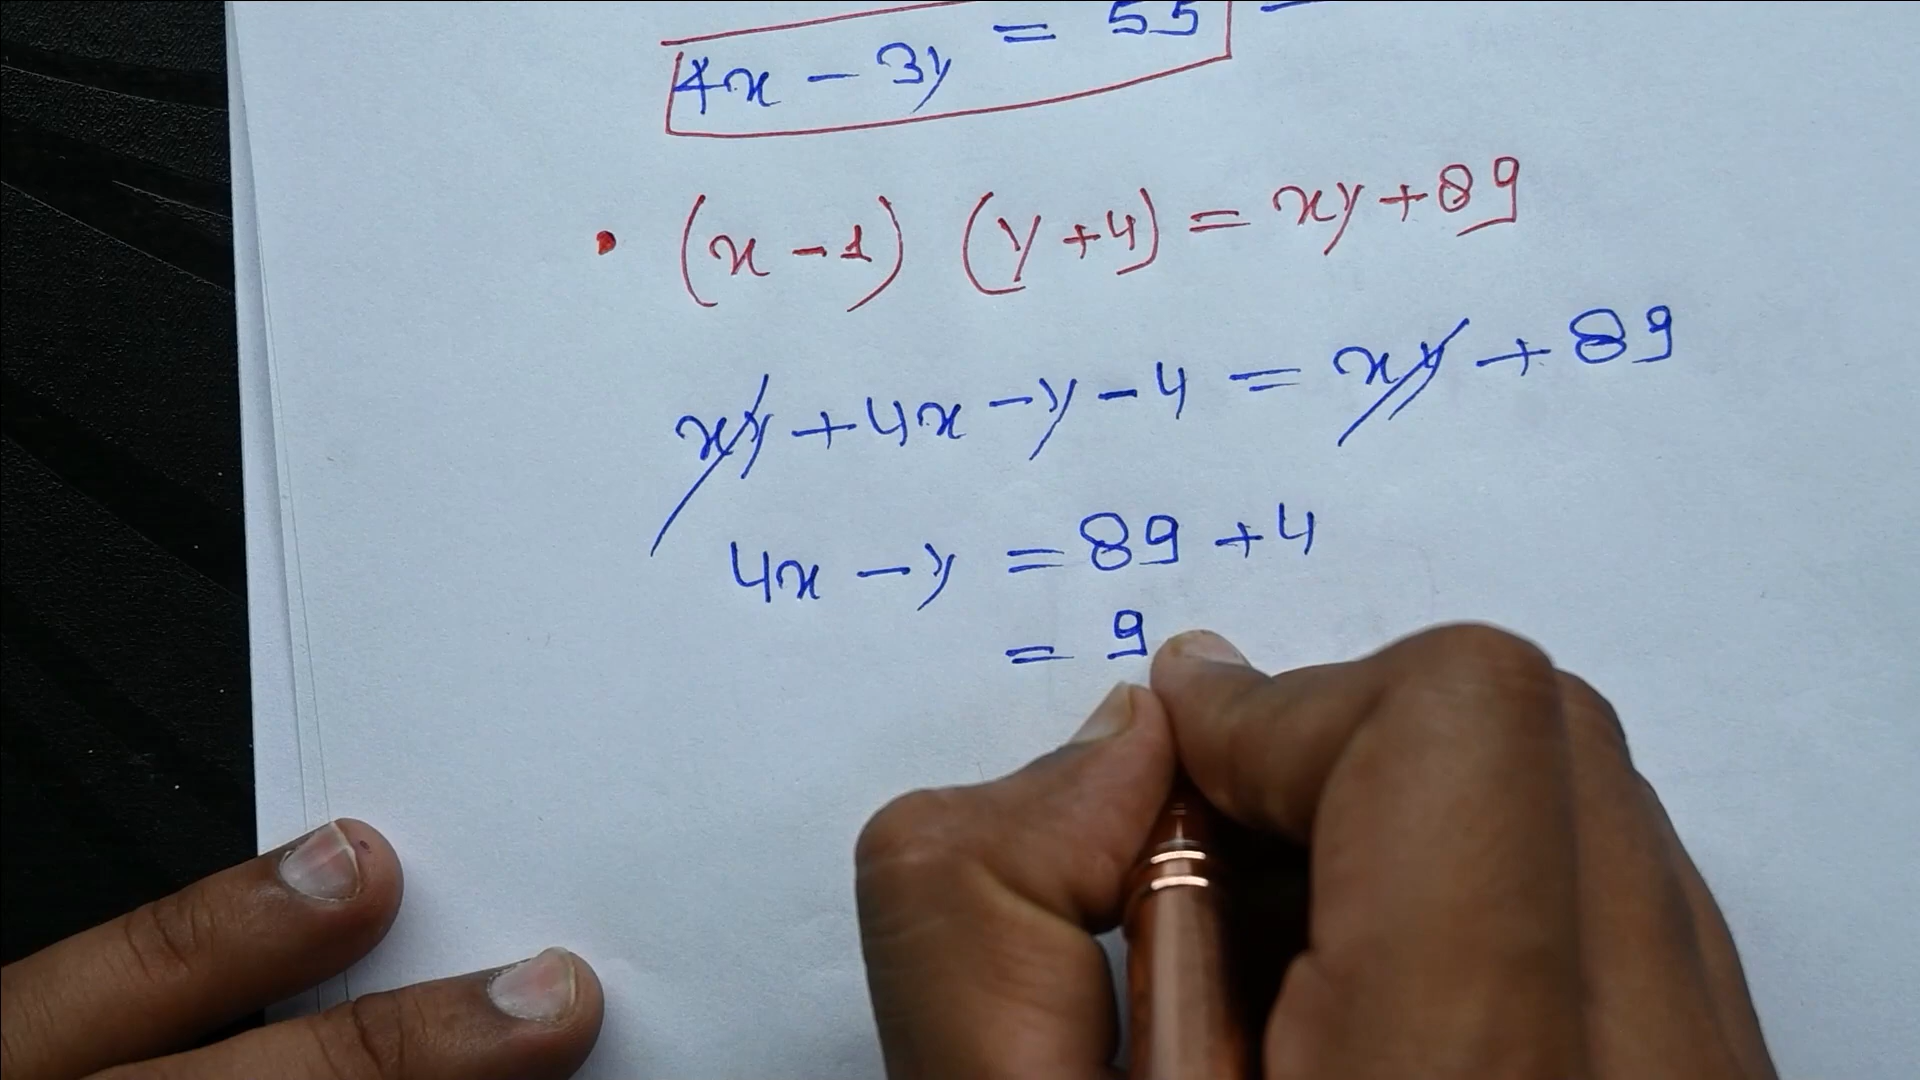 4x - 3y = 55 -
• (x - 1) (y + 4) = xy + 89
xy + 4x - y - 4 = xy + 89
4x - y = 89 + 4
= 9